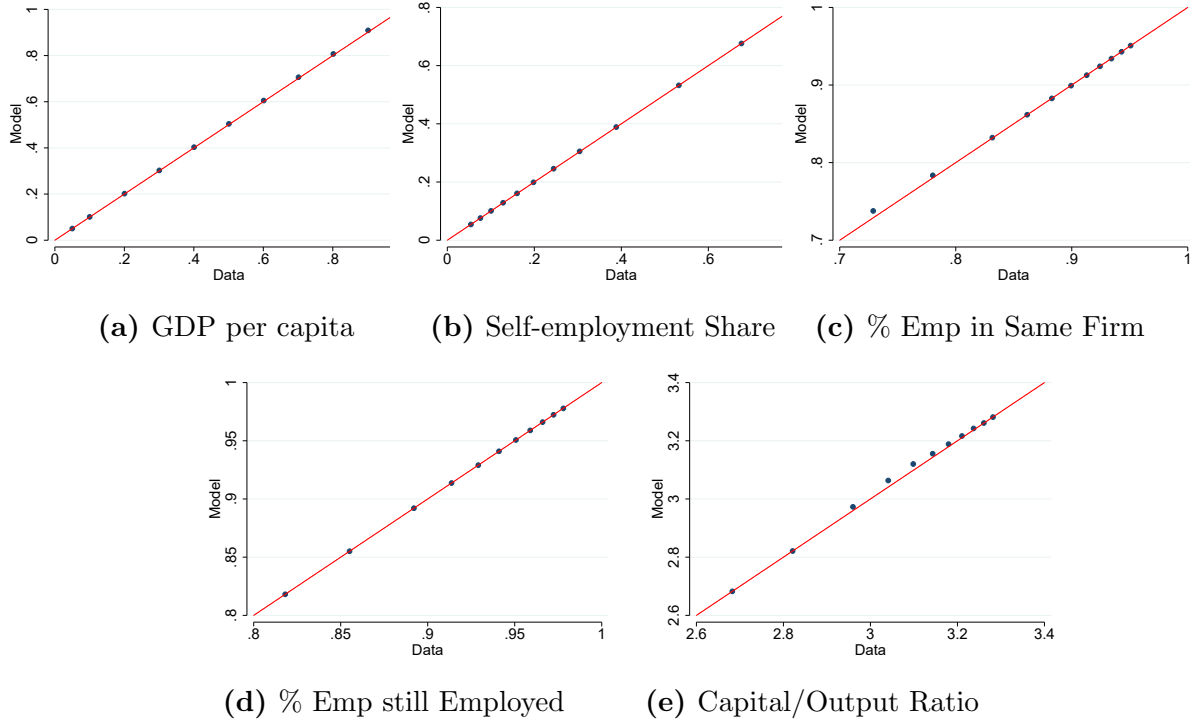 Model
0 .2 .4 .6 .8 1
0 .2 .4 .6 .8
Data
(a) GDP per capita
Model
0 .2 .4 .6 .8
0 .2 .4 .6
Data
(b) Self-employment Share
Model
.7 .8 .9 1
.7 .8 .9 1
Data
(c) % Emp in Same Firm
Model
.8 .85 .9 .95 1
.8 .85 .9 .95 1
Data
(d) % Emp still Employed
Model
2.6 2.8 3 3.2 3.4
2.6 2.8 3 3.2 3.4
Data
(e) Capital/Output Ratio